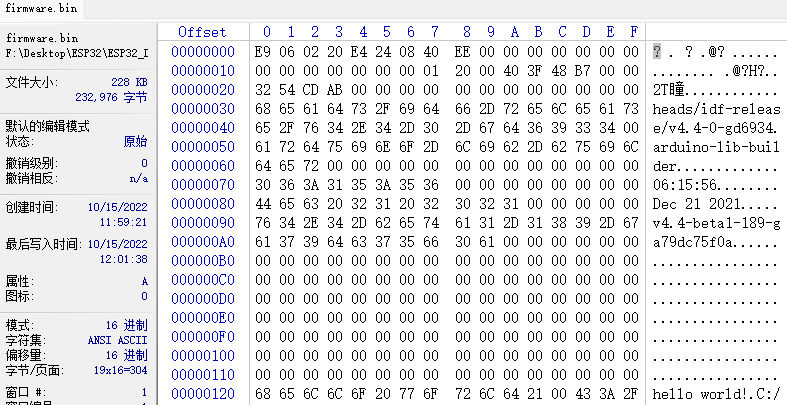 firmware.bin
firmware.bin
F:\Desktop\ESP32\ESP32_I
文件大小: 228 KB
232,976 字节
默认的编辑模式
状态: 原始
撤销级别: 0
撤销相反: n/a
创建时间: 10/15/2022
11:59:21
最后写入时间: 10/15/2022
12:01:38
属性: A
图标: 0
模式: 16 进制
字符集: ANSI ASCII
偏移量: 16 进制
字节/页面: 19x16=304
窗口 #: 1
Offset 0 1 2 3 4 5 6 7 8 9 A B C D E F
00000000 E9 06 02 20 E4 24 08 40 EE 00 00 00 00 00 00 00 ? . ? .@? .......
00000010 00 00 00 00 00 00 01 20 00 40 3F 48 B7 00 00 ........ .@?H?..
00000020 32 54 CD AB 00 00 00 00 00 00 00 00 00 00 00 00 2T瞳............
00000030 68 65 61 64 73 2F 69 64 66 2D 72 65 6C 65 61 73 heads/idf-releas
00000040 65 2F 76 34 2E 34 2D 30 2D 67 64 36 39 33 34 00 e/v4.4-0-gd6934.
00000050 61 72 64 75 69 6E 6F 2D 6C 69 62 2D 62 75 69 6C arduino-lib-buil
00000060 64 65 72 00 00 00 00 00 00 00 00 00 00 00 00 00 der.............
00000070 30 36 3A 31 35 3A 35 36 00 00 00 00 00 00 00 00 06:15:56........
00000080 44 65 63 20 32 31 20 32 30 32 31 00 00 00 00 00 Dec 21 2021.....
00000090 76 34 2E 34 2D 62 65 74 61 31 2D 31 38 39 2D 67 v4.4-beta1-189-g
000000A0 61 37 39 64 63 37 35 66 30 61 00 00 00 00 00 00 a79dc75f0a......
000000B0 00 00 00 00 00 00 00 00 00 00 00 00 00 00 00 00 ................
000000C0 00 00 00 00 00 00 00 00 00 00 00 00 00 00 00 00 ................
000000D0 00 00 00 00 00 00 00 00 00 00 00 00 00 00 00 00 ................
000000E0 00 00 00 00 00 00 00 00 00 00 00 00 00 00 00 00 ................
000000F0 00 00 00 00 00 00 00 00 00 00 00 00 00 00 00 00 ................
00000100 00 00 00 00 00 00 00 00 00 00 00 00 00 00 00 00 ................
00000110 00 00 00 00 00 00 00 00 00 00 00 00 00 00 00 00 ................
00000120 68 65 6C 6C 6F 20 77 6F 72 6C 64 21 00 43 3A 2F hello world!.C:/